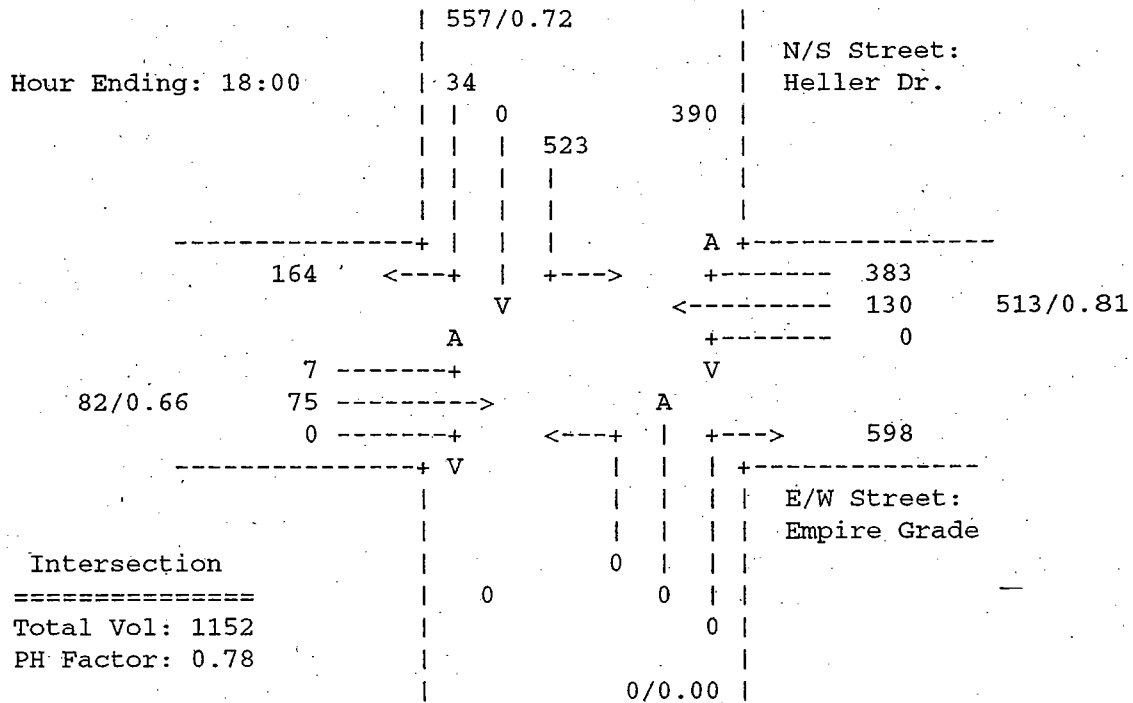 557/0.72
N/S Street:
Hour Ending: 18:00 34 Heller Dr.
0 390
523
164 <---+ +---> +------- 383
<--------- 130 513/0.81
+------- 0
7 -------+
82/0.66 75 --------->
0 -------+ <---+ +---> 598
E/W Street:
Empire Grade
Intersection 0
=============== 0 0
Total Vol: 1152 0
PH Factor: 0.78
0/0.00